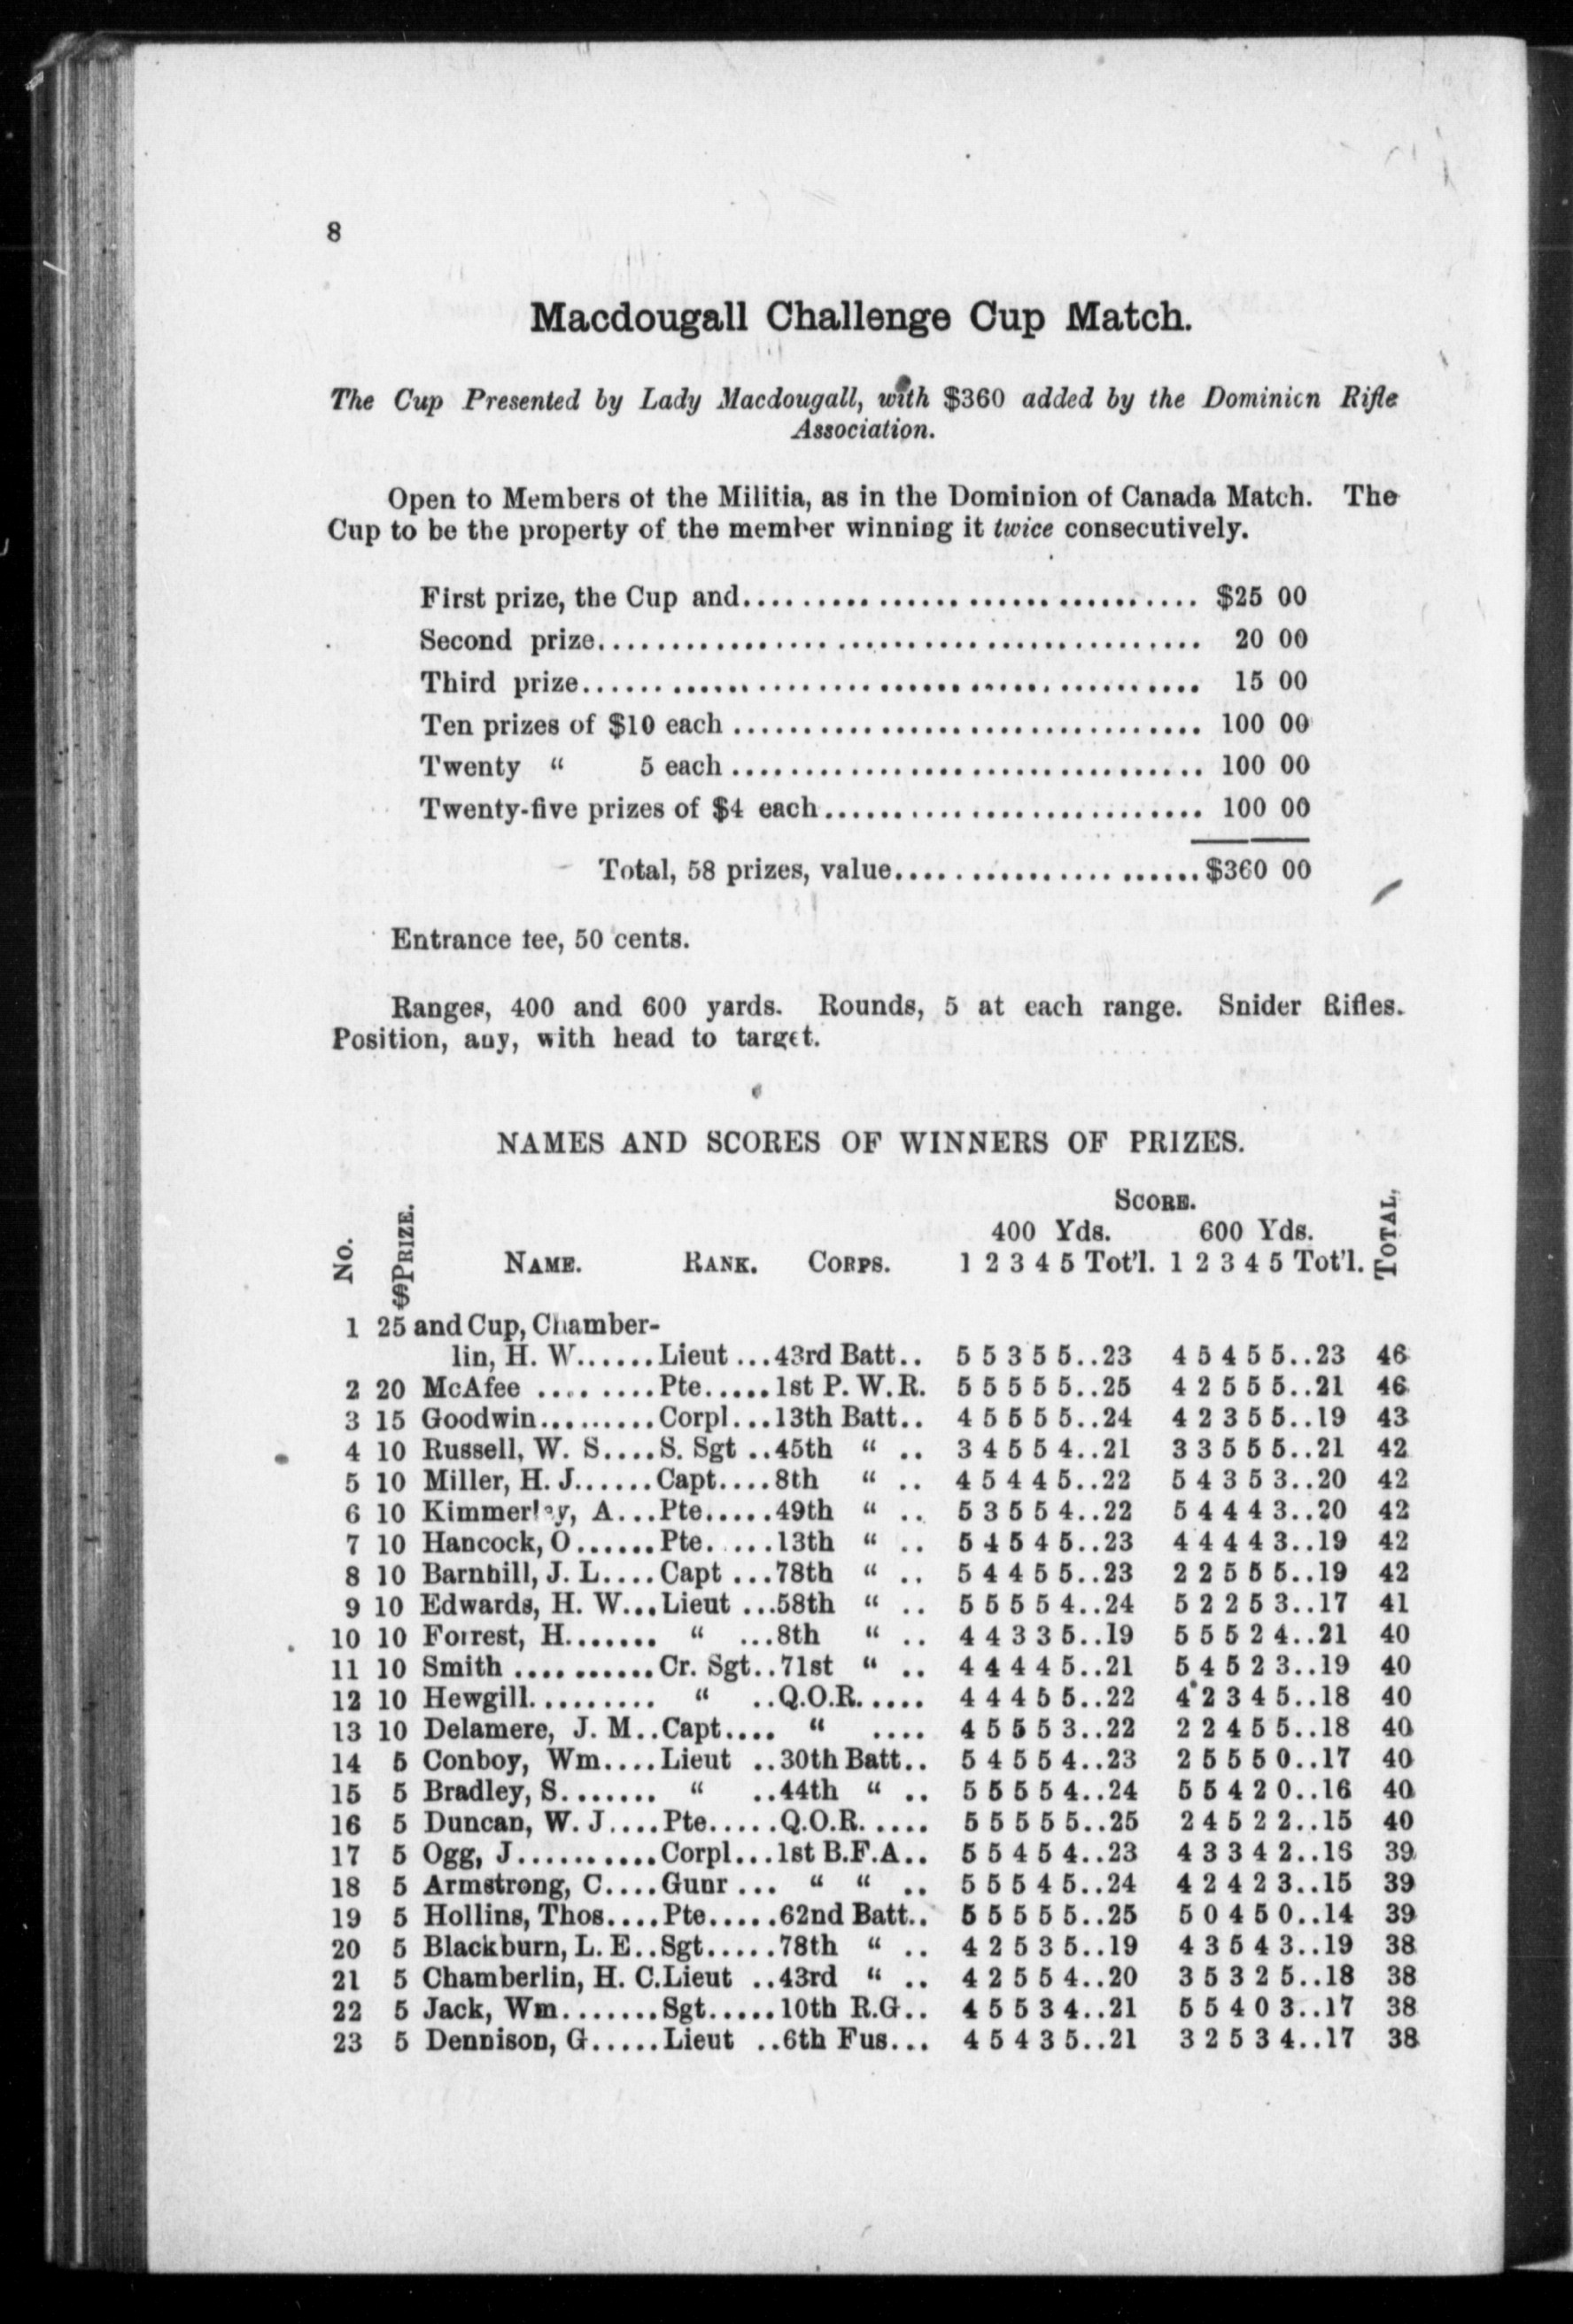 8
Macdougall Challenge Cup Match.
The Cup Presented by Lady Macdougall, with $360 added by the Dominion Rifle
Association.
Open to Members of the Militia, as in the Dominion of Canada Match. The
Cup to be the property of the member winning it twice consecutively.
First prize, the Cup and.................................. $25 00
Second prize............................................. 20 00
Third prize.............................................. 15 00
Ten prizes of $10 each ................................... 100 00
Twenty “ 5 each ................................... 100 00
Twenty-five prizes of $4 each............................ 100 00
Total, 58 prizes, value.......................$360 00
Entrance fee, 50 cents.
Ranges, 400 and 600 yards. Rounds, 5 at each range. Snider Rifles.
Position, any, with head to target.
NAMES AND SCORES OF WINNERS OF PRIZES.
SCORE.
400 Yds. 600 Yds.
No. $PRIZE. NAME. RANK. CORPS. 1 2 3 4 5 Tot'l. 1 2 3 4 5 Tot'l. TOTAL,
1 25 and Cup, Chamber-
lin, H. W......Lieut ...43rd Batt.. 5 5 3 5 5..23 4 5 4 5 5..23 46
2 20 McAfee .........Pte.....1st P. W. R. 5 5 5 5 5..25 4 2 5 5 5..21 46
3 15 Goodwin.........Corpl...13th Batt.. 4 5 5 5 5..24 4 2 3 5 5..19 43
4 10 Russell, W. S....S. Sgt ..45th “ .. 3 4 5 5 4..21 3 3 5 5 5..21 42
5 10 Miller, H. J......Capt....8th “ .. 4 5 4 4 5..22 5 4 3 5 3..20 42
6 10 Kimmerley, A...Pte.....49th “ .. 5 3 5 5 4..22 5 4 4 4 3..20 42
7 10 Hancock, O......Pte.....13th “ .. 5 4 5 4 5..23 4 4 4 4 3..19 42
8 10 Barnhill, J. L....Capt ...78th “ .. 5 4 4 5 5..23 2 2 5 5 5..19 42
9 10 Edwards, H. W...Lieut ...58th “ .. 5 5 5 5 4..24 5 2 2 5 3..17 41
10 10 Forrest, H....... “ ...8th “ .. 4 4 3 3 5..19 5 5 5 2 4..21 40
11 10 Smith ..........Cr. Sgt..71st “ .. 4 4 4 4 5..21 5 4 5 2 3..19 40
12 10 Hewgill.......... “ ..Q.O.R..... 4 4 4 5 5..22 4 2 3 4 5..18 40
13 10 Delamere, J. M..Capt.... “ .... 4 5 5 5 3..22 2 2 4 5 5..18 40
14 5 Conboy, Wm....Lieut ..30th Batt.. 5 4 5 5 4..23 2 5 5 5 0..17 40
15 5 Bradley, S....... “ ..44th “ .. 5 5 5 5 4..24 5 5 4 2 0..16 40
16 5 Duncan, W. J....Pte.....Q.O.R..... 5 5 5 5 5..25 2 4 5 2 2..15 40
17 5 Ogg, J..........Corpl...1st B.F.A.. 5 5 4 5 4..23 4 3 3 4 2..16 39
18 5 Armstrong, C....Gunr ... “ “ .. 5 5 5 4 5..24 4 2 4 2 3..15 39
19 5 Hollins, Thos....Pte.....62nd Batt.. 5 5 5 5 5..25 5 0 4 5 0..14 39
20 5 Blackburn, L. E..Sgt.....78th “ .. 4 2 5 3 5..19 4 3 5 4 3..19 38
21 5 Chamberlin, H. C.Lieut ..43rd “ .. 4 2 5 5 4..20 3 5 3 2 5..18 38
22 5 Jack, Wm.......Sgt.....10th R.G.. 4 5 5 3 4..21 5 5 4 0 3..17 38
23 5 Dennison, G.....Lieut ..6th Fus... 4 5 4 3 5..21 3 2 5 3 4..17 38